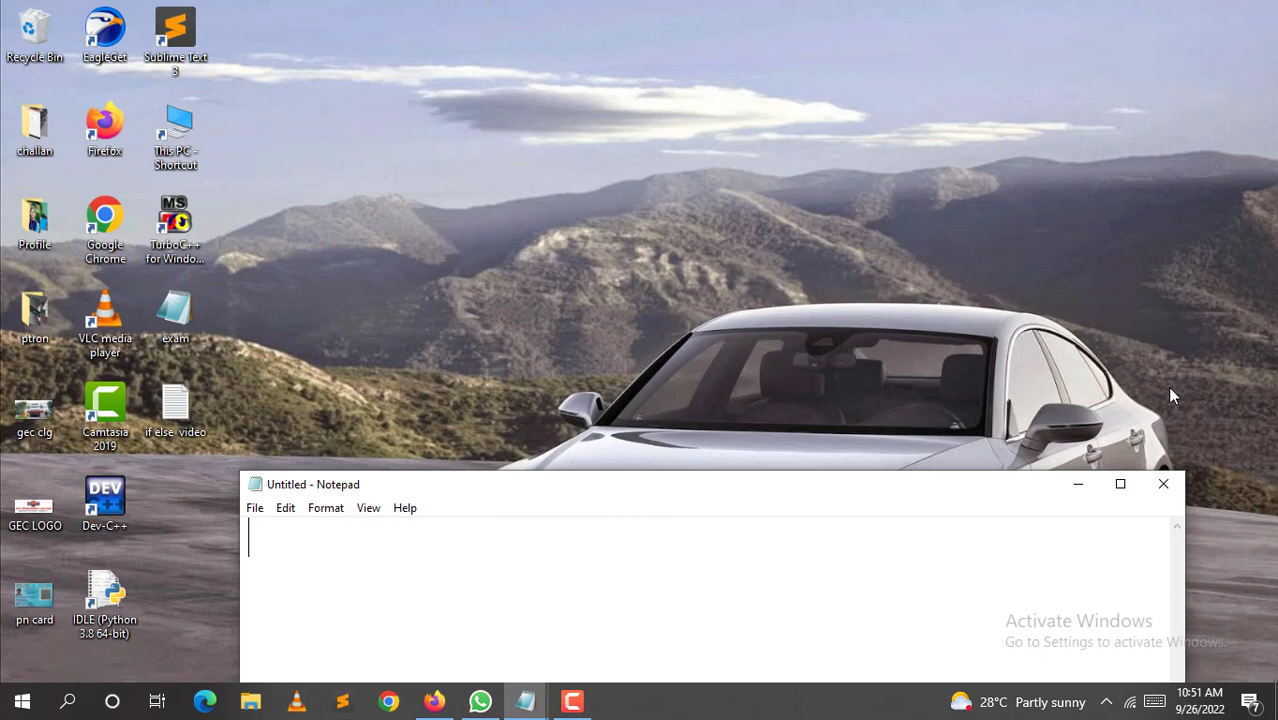 Recycle Bin
EagleGet
Sublime Text
3
challan
Firefox
This PC -
Shortcut
Profile
Google
Chrome
MS
TurboC++
for Windo...
ptron
VLC media
player
exam
gec clg
Camtasia
2019
if else video
GEC LOGO
DEV
Dev-C++
pn card
IDLE (Python
3.8 64-bit)
Untitled - Notepad
File Edit Format View Help
Activate Windows
Go to Settings to activate Windows.
28°C Partly sunny
10:51 AM
9/26/2022
7